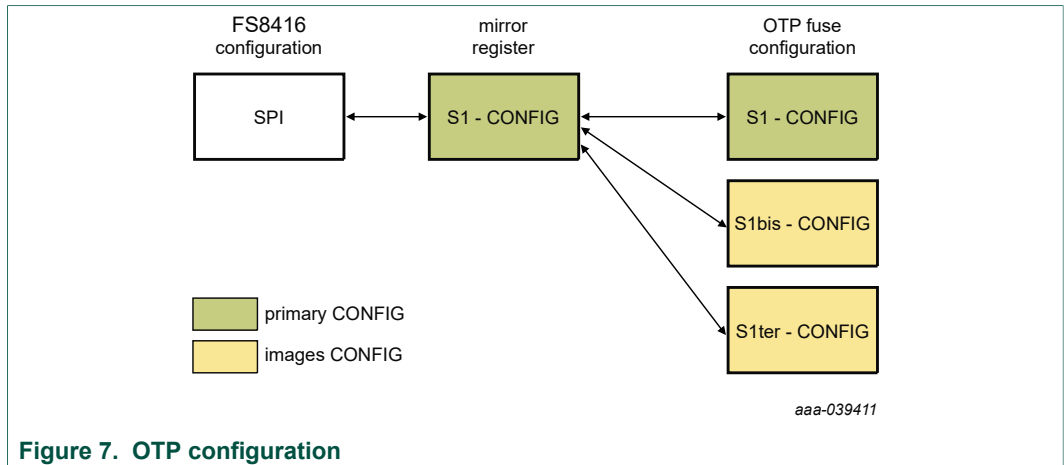 FS8416
configuration
mirror
register
OTP fuse
configuration
SPI
S1 - CONFIG
S1 - CONFIG
S1bis - CONFIG
S1ter - CONFIG
primary CONFIG
images CONFIG
aaa-039411
Figure 7. OTP configuration